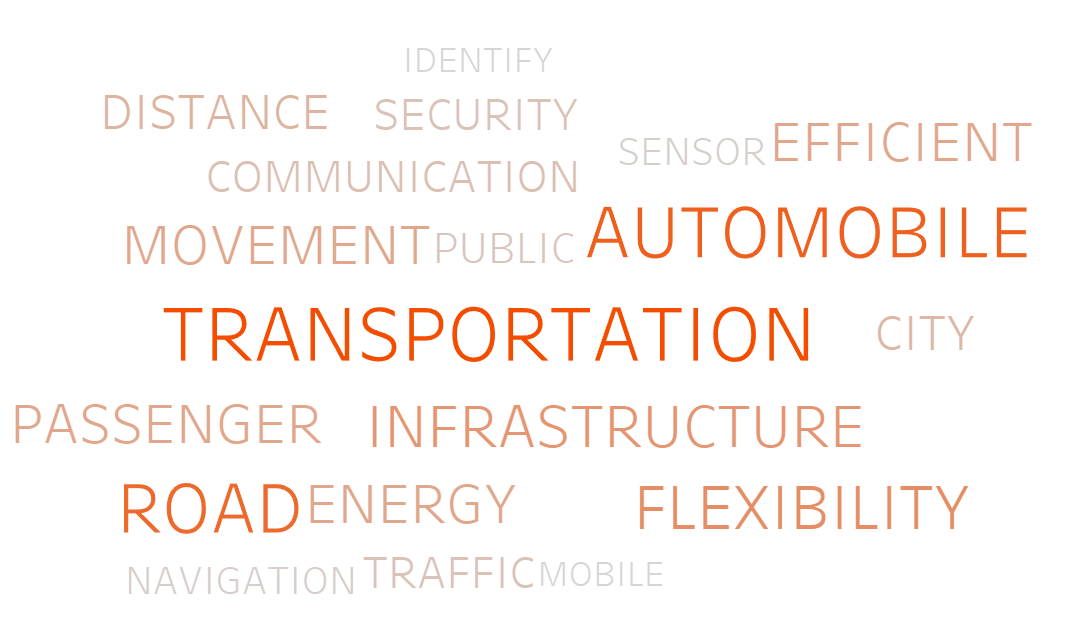 IDENTIFY
DISTANCE SECURITY
SENSOR EFFICIENT
COMMUNICATION
MOVEMENT PUBLIC AUTOMOBILE
TRANSPORTATION CITY
PASSENGER INFRASTRUCTURE
ROAD ENERGY FLEXIBILITY
NAVIGATION TRAFFIC MOBILE